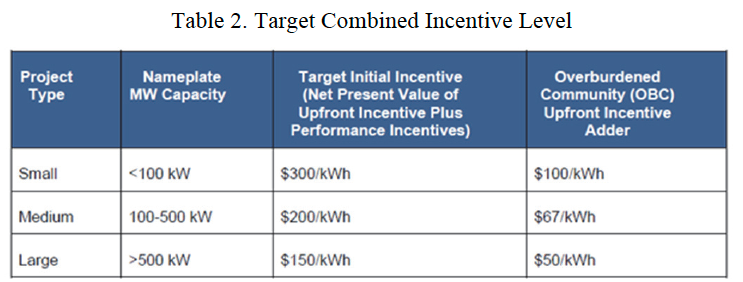 Table 2. Target Combined Incentive Level
Project
Type
Nameplate
MW Capacity
Target Initial Incentive
(Net Present Value of
Upfront Incentive Plus
Performance Incentives)
Overburdened
Community (OBC)
Upfront Incentive
Adder
Small
<100 kW
$300/kWh
$100/kWh
Medium
100-500 kW
$200/kWh
$67/kWh
Large
>500 kW
$150/kWh
$50/kWh